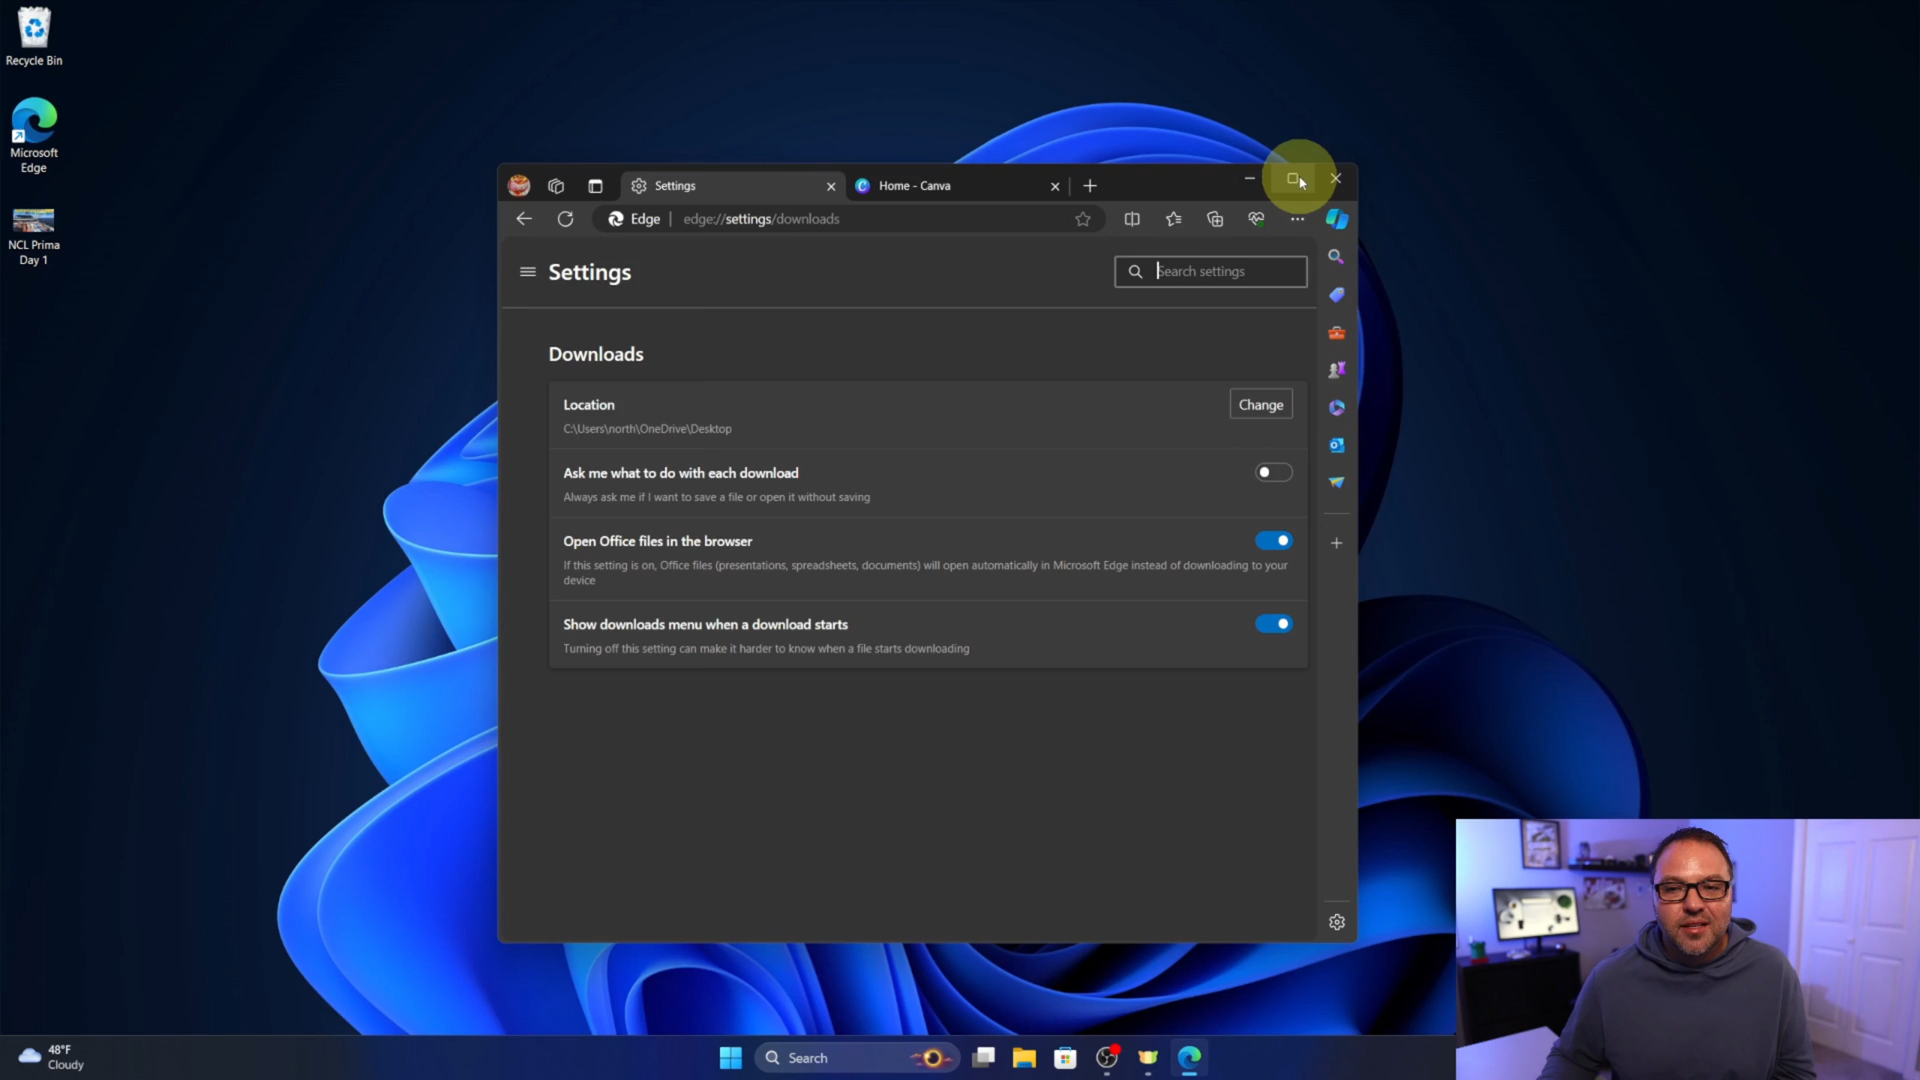 Recycle Bin
Microsoft
Edge
NCL Prima
Day 1
Settings
Home - Canva
Edge
edge://settings/downloads
Settings
Search settings
Downloads
Location
Change
C:\Users\north\OneDrive\Desktop
Ask me what to do with each download
Always ask me if I want to save a file or open it without saving
Open Office files in the browser
If this setting is on, Office files (presentations, spreadsheets, documents) will open automatically in Microsoft Edge instead of downloading to your
device
Show downloads menu when a download starts
Turning off this setting can make it harder to know when a file starts downloading
48°F
Cloudy
Search